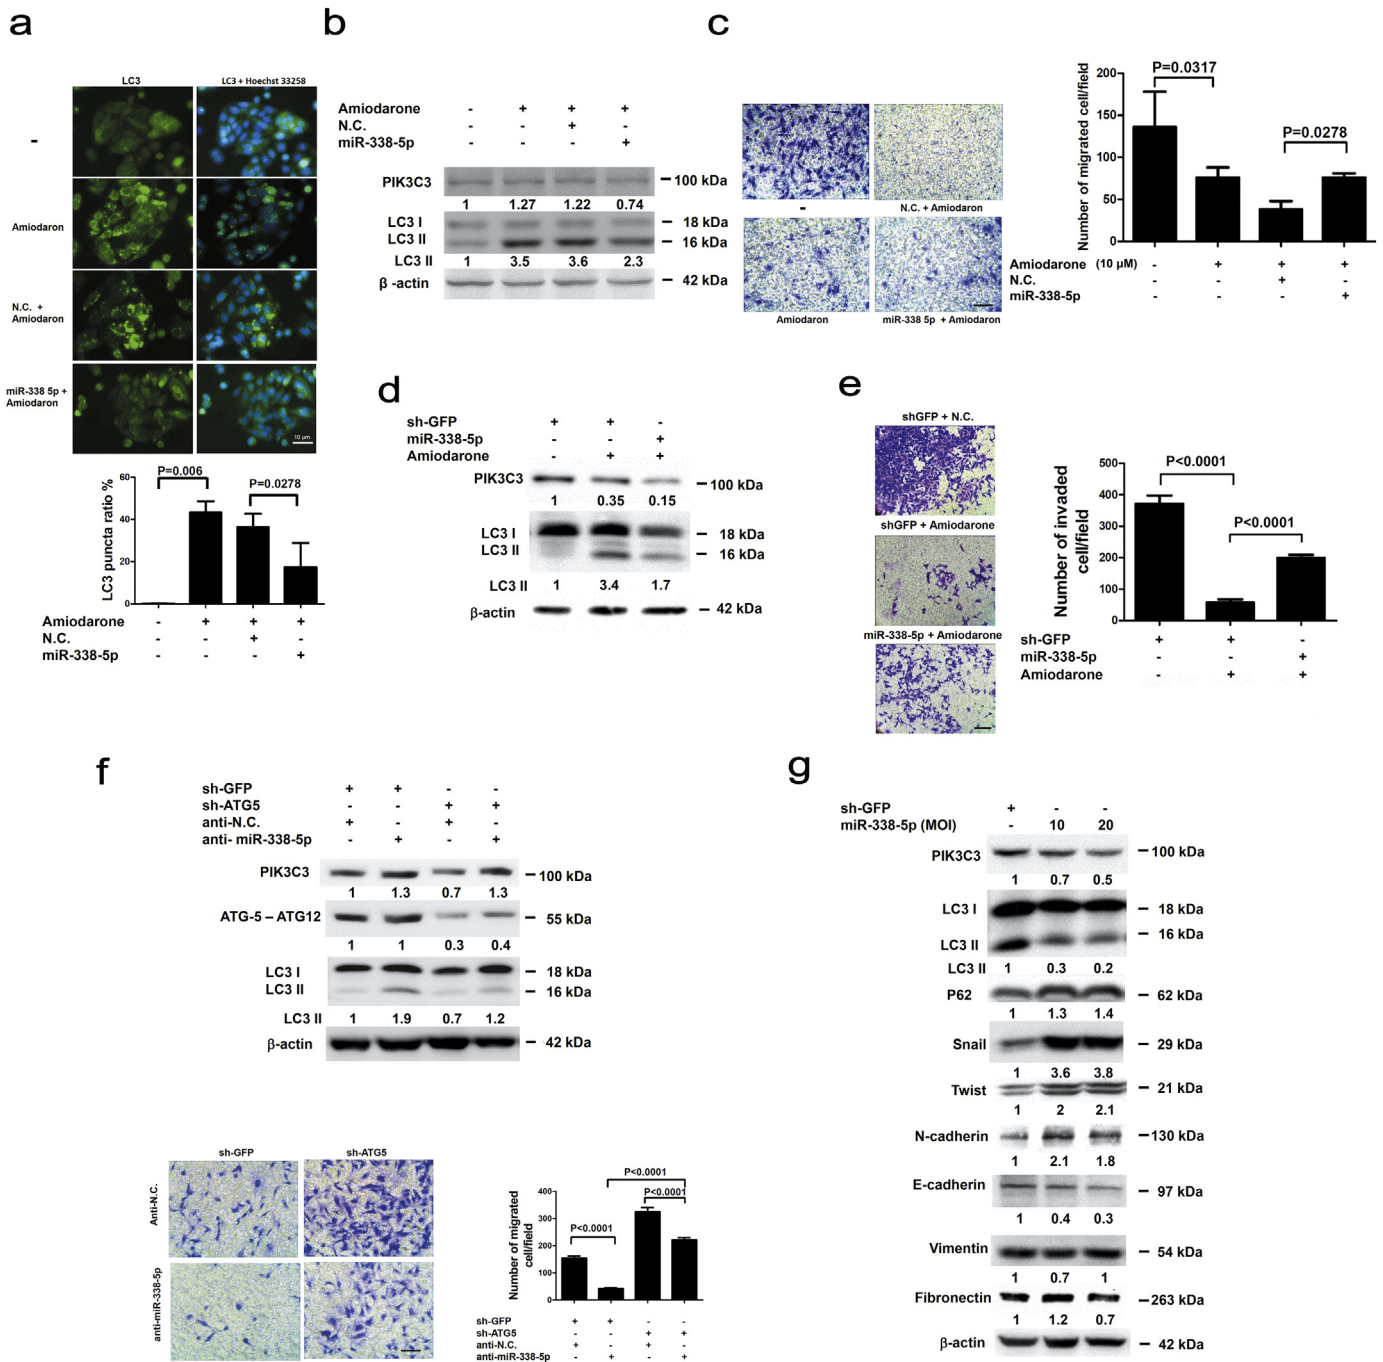 a
LC3
LC3 + Hoechst 33258
-
Amiodaron
N.C. +
Amiodaron
miR-338 5p +
Amiodaron
10 µm
LC3 puncta ratio %
60
40
20
0
P=0.006
P=0.0278
Amiodarone - + + +
N.C. - - + -
miR-338-5p - - - +
b
Amiodarone - + + +
N.C. - - + -
miR-338-5p - - - +
PIK3C3 – 100 kDa
1 1.27 1.22 0.74
LC3 I – 18 kDa
LC3 II – 16 kDa
LC3 II 1 3.5 3.6 2.3
β -actin – 42 kDa
c
-
N.C. + Amiodaron
Amiodaron
miR-338 5p + Amiodaron
Number of migrated cell/field
200
150
100
50
0
P=0.0317
P=0.0278
Amiodarone (10 µM) - + + +
N.C. - - + -
miR-338-5p - - - +
d
sh-GFP + + -
miR-338-5p - - +
Amiodarone - + +
PIK3C3 – 100 kDa
1 0.35 0.15
LC3 I – 18 kDa
LC3 II – 16 kDa
LC3 II 1 3.4 1.7
β-actin – 42 kDa
e
shGFP + N.C.
shGFP + Amiodarone
miR-338-5p + Amiodarone
Number of invaded
cell/field
500
400
300
200
100
0
P<0.0001
P<0.0001
sh-GFP + + -
miR-338-5p - - +
Amiodarone - + +
f
sh-GFP + + - -
sh-ATG5 - - + +
anti-N.C. + - + -
anti- miR-338-5p - + - +
PIK3C3 – 100 kDa
1 1.3 0.7 1.3
ATG-5 – ATG12 – 55 kDa
1 1 0.3 0.4
LC3 I – 18 kDa
LC3 II – 16 kDa
LC3 II 1 1.9 0.7 1.2
β-actin – 42 kDa
sh-GFP
sh-ATG5
Anti-N.C.
anti-miR-338-5p
Number of migrated
cell/field
400
300
200
100
0
P<0.0001
P<0.0001
P<0.0001
sh-GFP + + - -
sh-ATG5 - - + +
anti-N.C. + - + -
anti-miR-338-5p - + - +
g
sh-GFP + - -
miR-338-5p (MOI) - 10 20
PIK3C3 – 100 kDa
1 0.7 0.5
LC3 I – 18 kDa
– 16 kDa
LC3 II
LC3 II 1 0.3 0.2
P62 – 62 kDa
1 1.3 1.4
Snail – 29 kDa
1 3.6 3.8
Twist – 21 kDa
1 2 2.1
N-cadherin – 130 kDa
1 2.1 1.8
E-cadherin – 97 kDa
1 0.4 0.3
Vimentin – 54 kDa
1 0.7 1
Fibronectin – 263 kDa
1 1.2 0.7
β-actin – 42 kDa